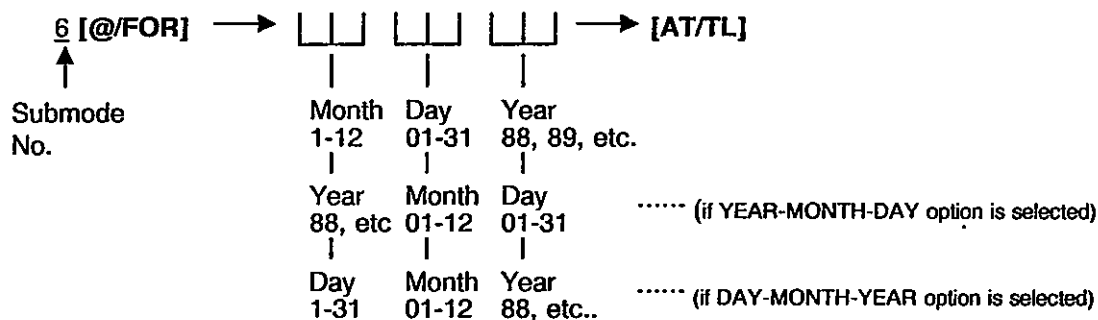 6 [@/FOR] [AT/TL]
Submode
No.
Month Day Year
1-12 01-31 88, 89, etc.
Year Month Day
88, etc 01-12 01-31 ...... (if YEAR-MONTH-DAY option is selected)
Day Month Year
1-31 01-12 88, etc.. ...... (if DAY-MONTH-YEAR option is selected)